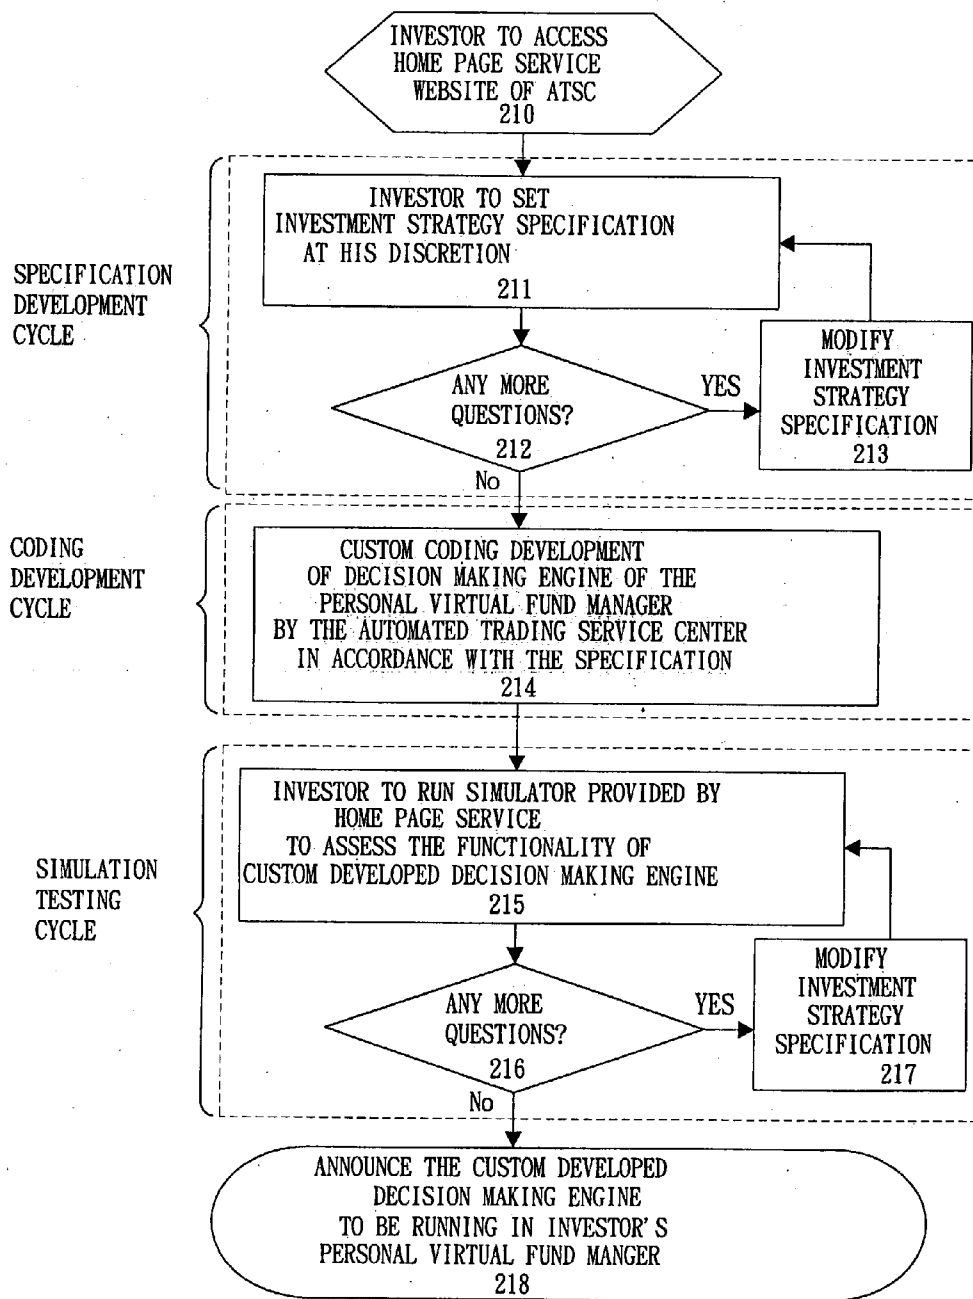 INVESTOR TO ACCESS
HOME PAGE SERVICE
WEBSITE OF ATSC
210
SPECIFICATION
DEVELOPMENT
CYCLE
INVESTOR TO SET
INVESTMENT STRATEGY SPECIFICATION
AT HIS DISCRETION
211
ANY MORE
QUESTIONS?
212
YES
No
MODIFY
INVESTMENT
STRATEGY
SPECIFICATION
213
CODING
DEVELOPMENT
CYCLE
CUSTOM CODING DEVELOPMENT
OF DECISION MAKING ENGINE OF THE
PERSONAL VIRTUAL FUND MANAGER
BY THE AUTOMATED TRADING SERVICE CENTER
IN ACCORDANCE WITH THE SPECIFICATION
214
SIMULATION
TESTING
CYCLE
INVESTOR TO RUN SIMULATOR PROVIDED BY
HOME PAGE SERVICE
TO ASSESS THE FUNCTIONALITY OF
CUSTOM DEVELOPED DECISION MAKING ENGINE
215
ANY MORE
QUESTIONS?
216
YES
No
MODIFY
INVESTMENT
STRATEGY
SPECIFICATION
217
ANNOUNCE THE CUSTOM DEVELOPED
DECISION MAKING ENGINE
TO BE RUNNING IN INVESTOR'S
PERSONAL VIRTUAL FUND MANGER
218